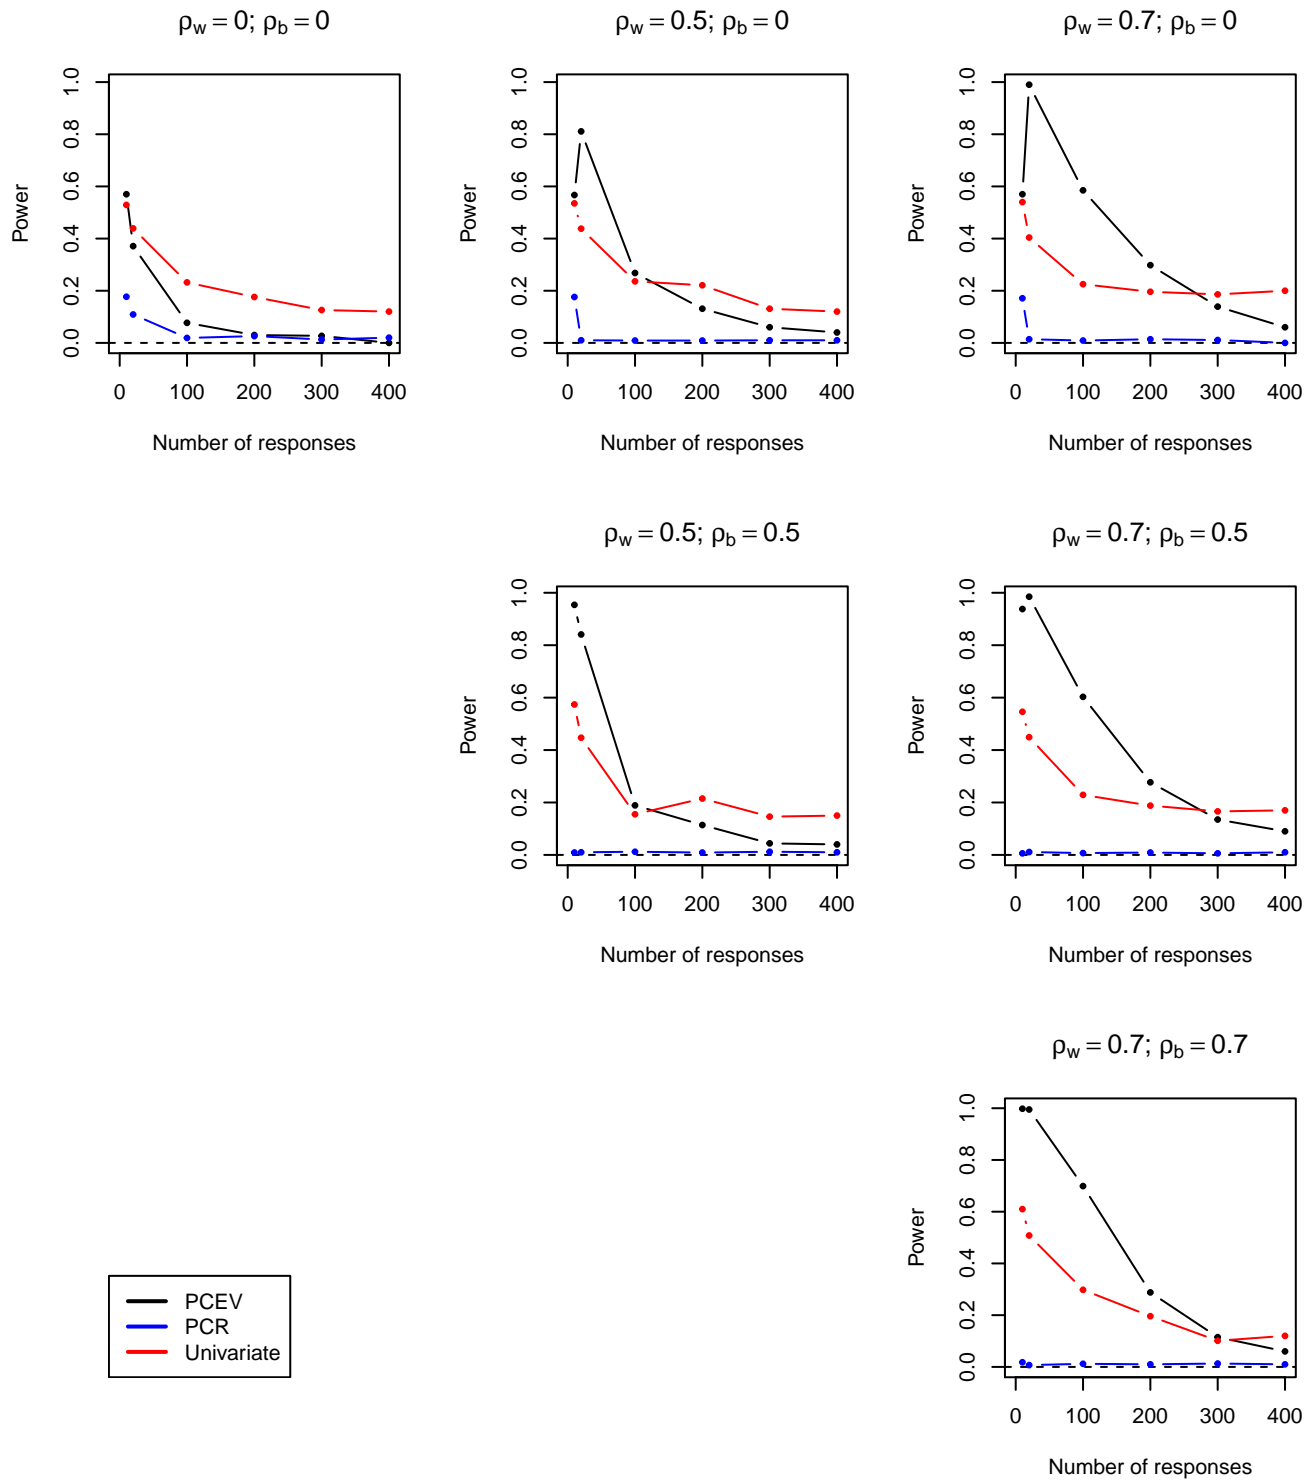 ρw = 0; ρb = 0
Power
0.0 0.2 0.4 0.6 0.8 1.0
0 100 200 300 400
Number of responses
ρw = 0.5; ρb = 0
Power
0.0 0.2 0.4 0.6 0.8 1.0
0 100 200 300 400
Number of responses
ρw = 0.7; ρb = 0
Power
0.0 0.2 0.4 0.6 0.8 1.0
0 100 200 300 400
Number of responses
ρw = 0.5; ρb = 0.5
Power
0.0 0.2 0.4 0.6 0.8 1.0
0 100 200 300 400
Number of responses
ρw = 0.7; ρb = 0.5
Power
0.0 0.2 0.4 0.6 0.8 1.0
0 100 200 300 400
Number of responses
ρw = 0.7; ρb = 0.7
Power
0.0 0.2 0.4 0.6 0.8 1.0
0 100 200 300 400
Number of responses
PCEV
PCR
Univariate